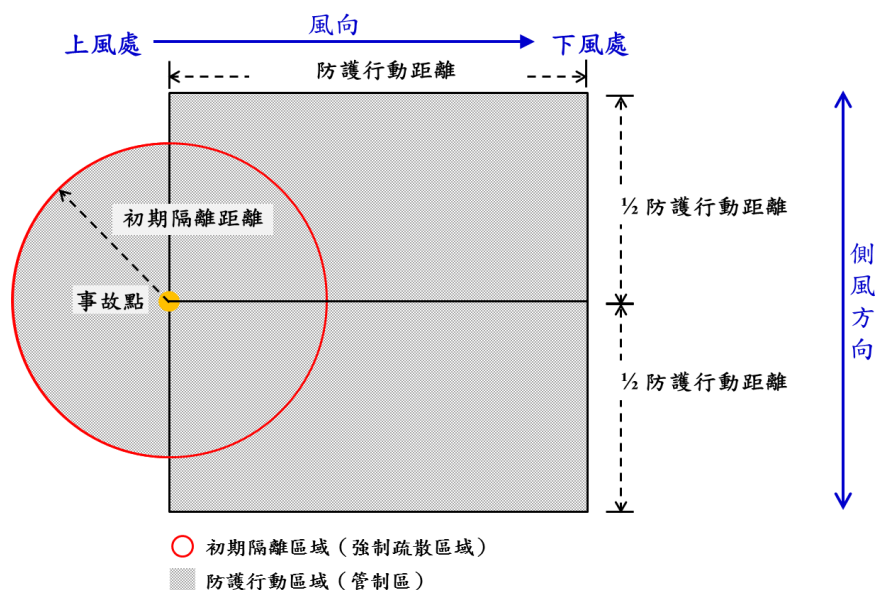 風向
上風處
下風處
防護行動距離
初期隔離距離
事故點
½ 防護行動距離
½ 防護行動距離
側風方向
初期隔離區域（強制疏散區域）
防護行動區域（管制區）